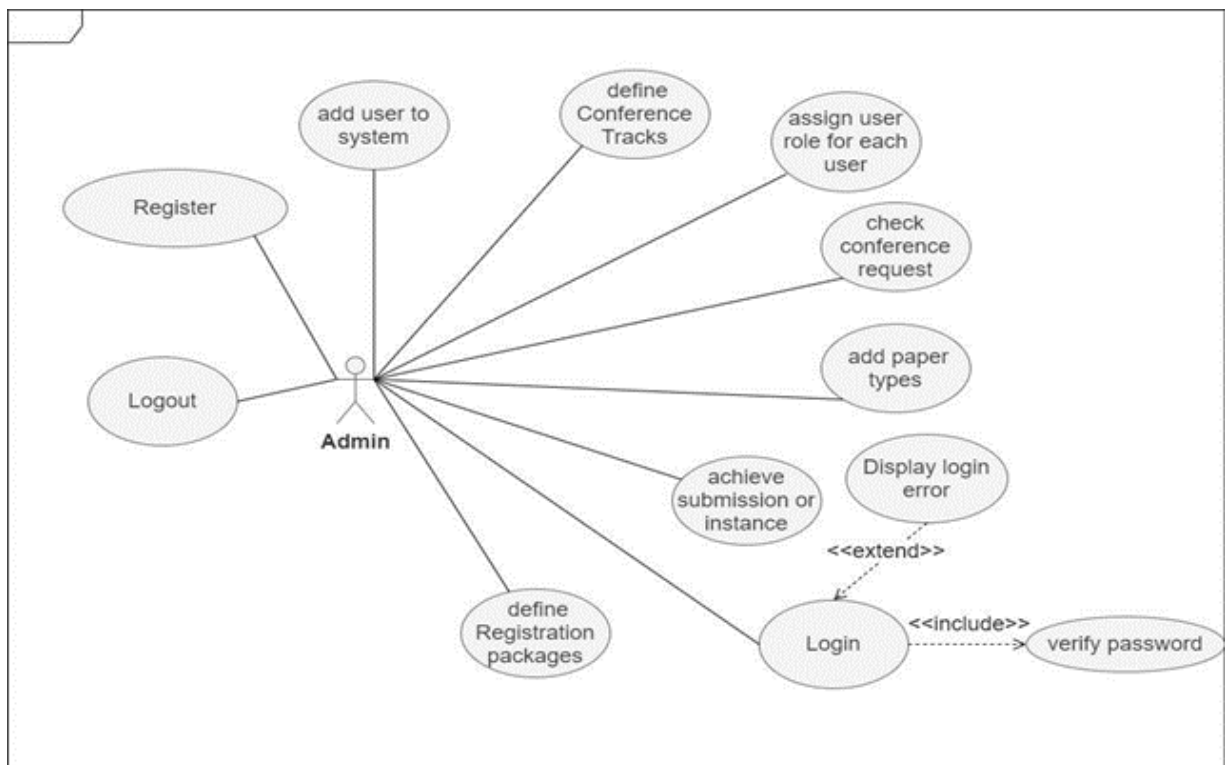 define
Conference
Tracks
add user to
system
assign user
role for each
user
Register
check
conference
request
add paper
types
Logout
Admin
Display login
error
achieve
submission or
instance
<<extend>>
define
Registration
packages
<<include>>
Login
verify password